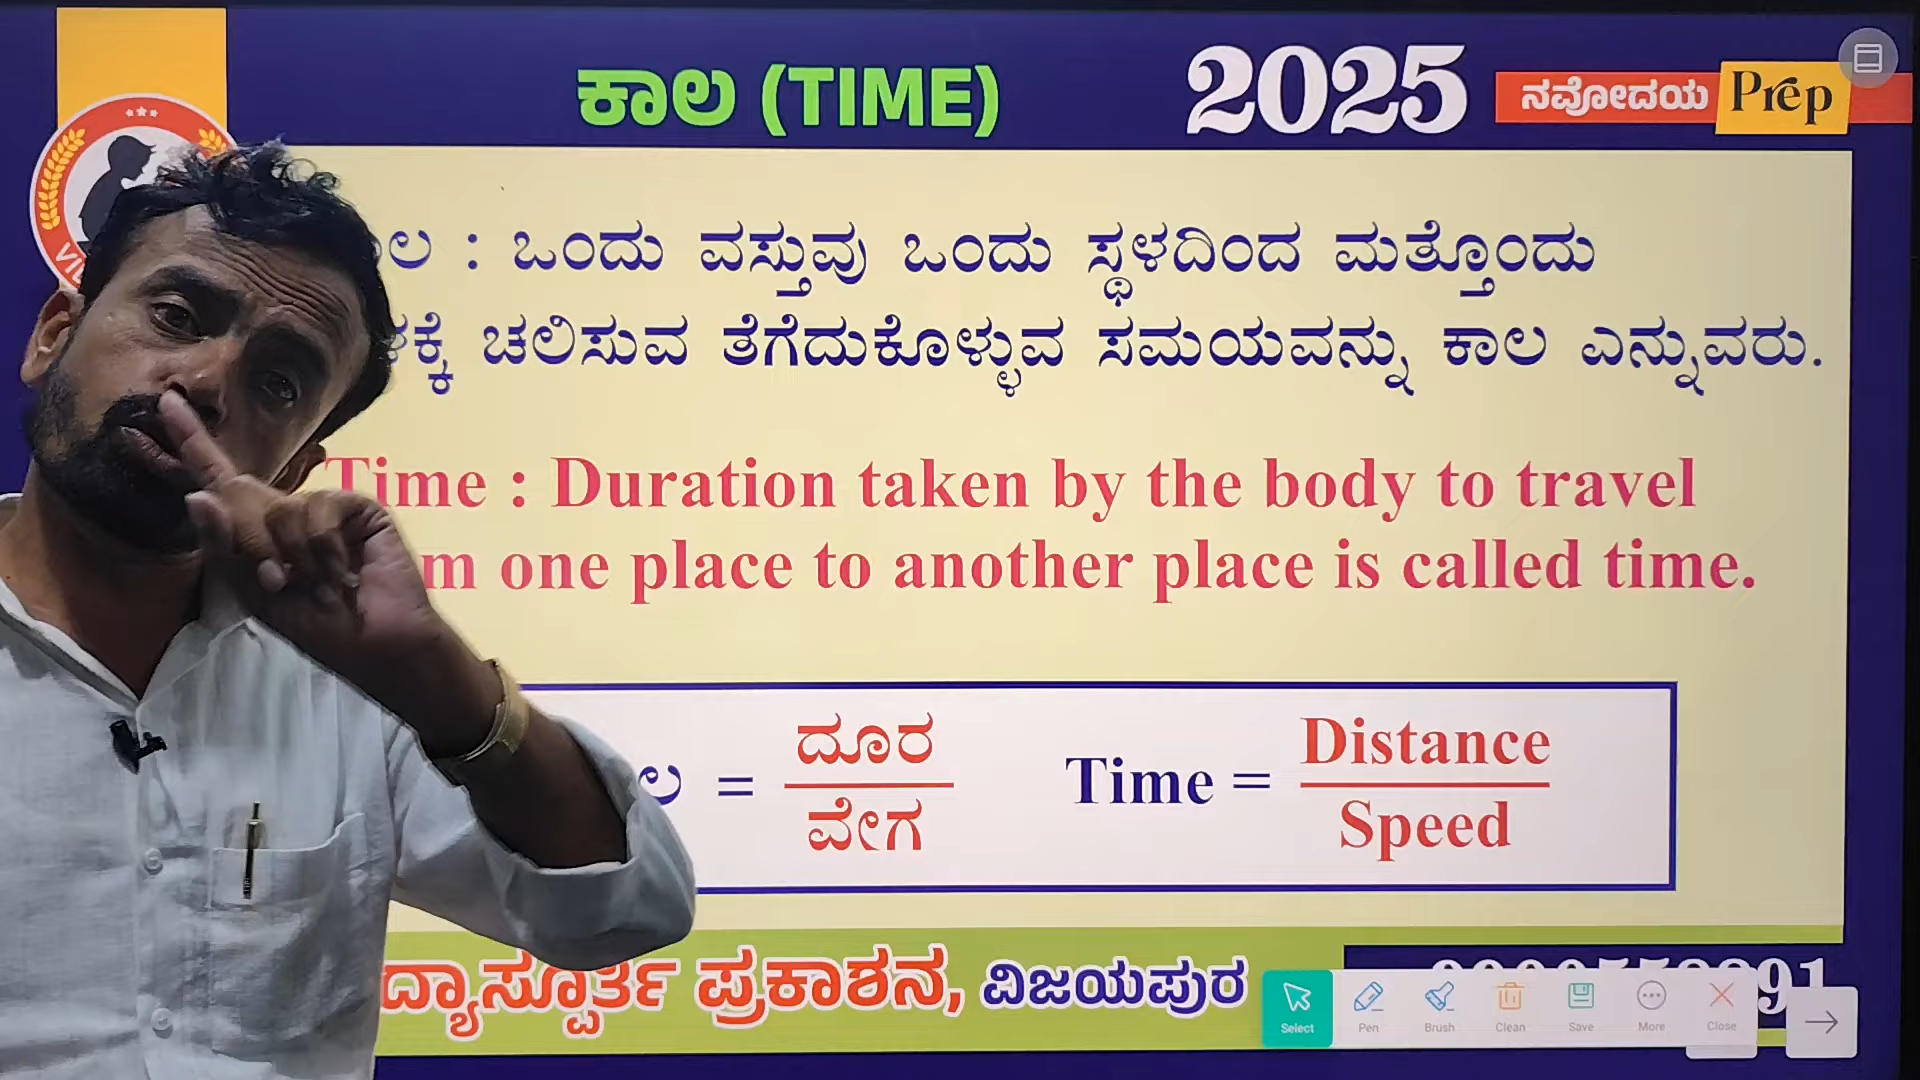 ಕಾಲ (TIME)
2025
ನವೋದಯ Prep
: ಒಂದು ವಸ್ತುವು ಒಂದು ಸ್ಥಳದಿಂದ ಮತ್ತೊಂದು
ಚಲಿಸುವ ತೆಗೆದುಕೊಳ್ಳುವ ಸಮಯವನ್ನು ಕಾಲ ಎನ್ನುವರು.
Time : Duration taken by the body to travel
one place to another place is called time.
= ದೂರ
ವೇಗ
Time = Distance
Speed
ಪ್ರಕಾಶನ, ವಿಜಯಪುರ
Select Pen Brush Clean Save More Close